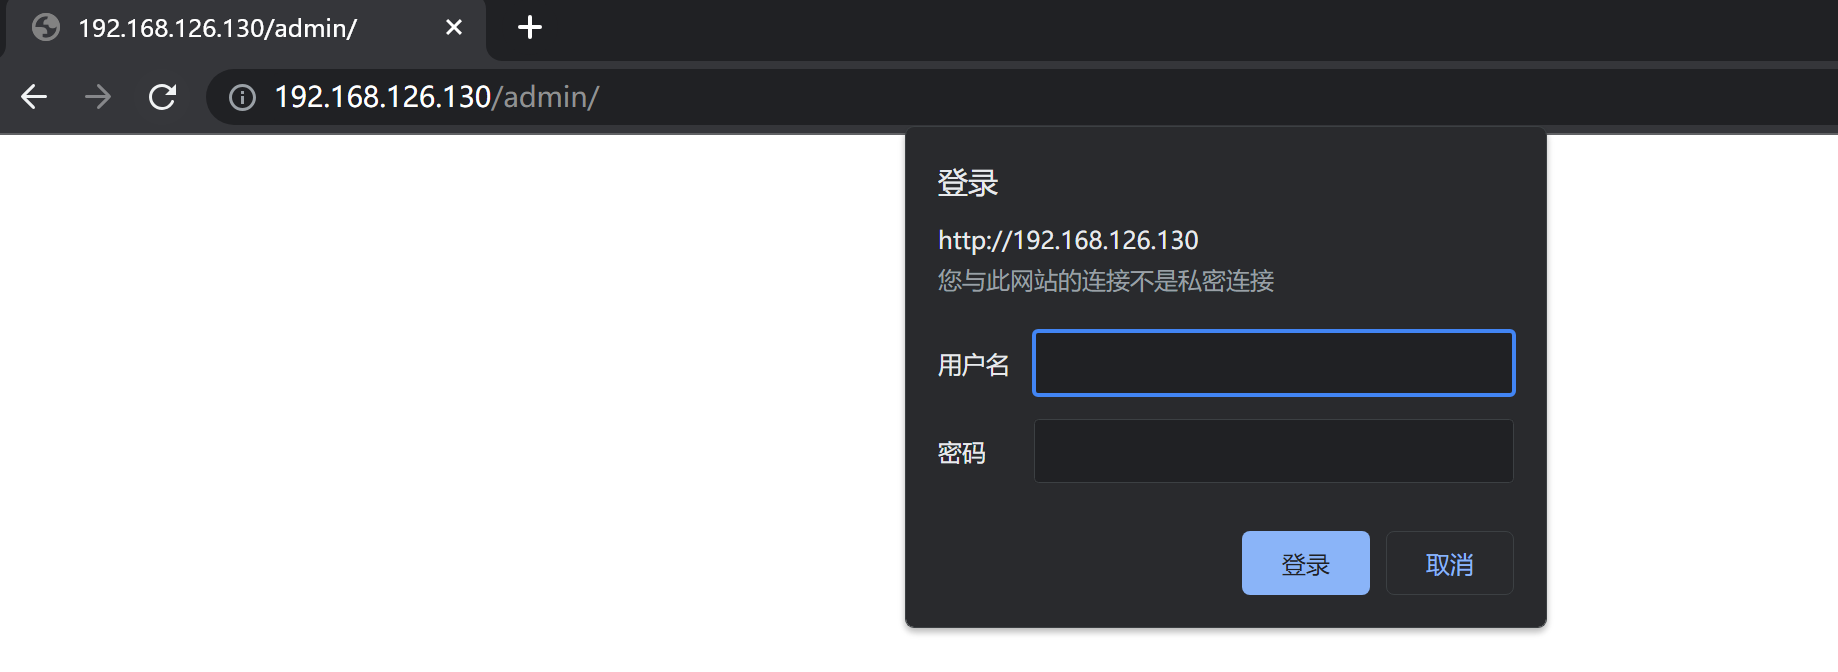 192.168.126.130/admin/
192.168.126.130/admin/
登录
http://192.168.126.130
您与此网站的连接不是私密连接
用户名
密码
登录 取消